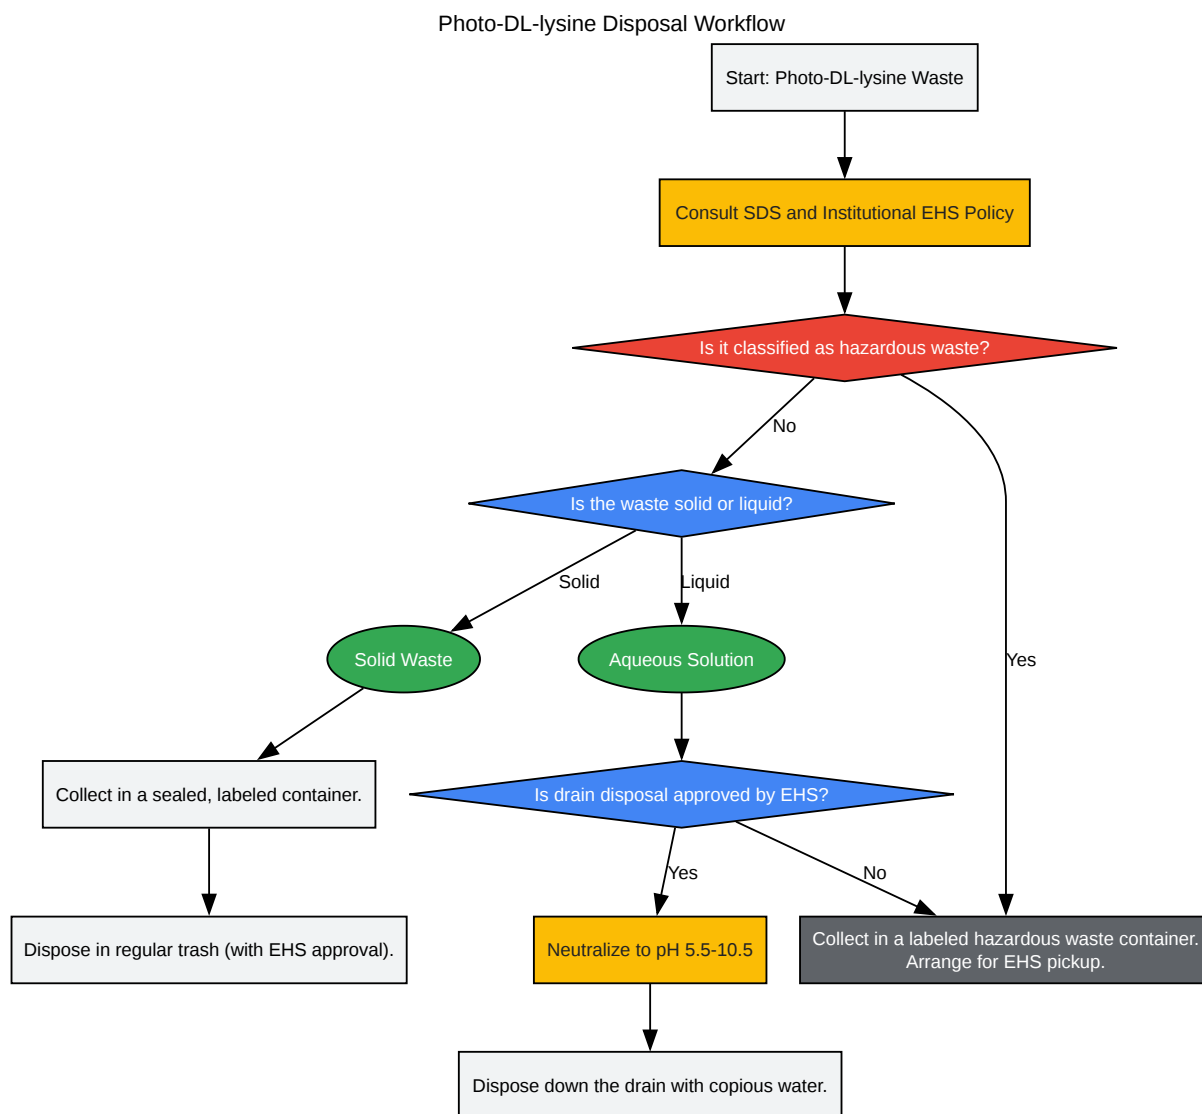 Photo-DL-lysine Disposal Workflow
Start: Photo-DL-lysine Waste
Consult SDS and Institutional EHS Policy
Is it classified as hazardous waste?
No
Is the waste solid or liquid?
Solid
Liquid
Solid Waste
Aqueous Solution
Yes
Collect in a sealed, labeled container.
Is drain disposal approved by EHS?
Yes
No
Dispose in regular trash (with EHS approval).
Neutralize to pH 5.5-10.5
Collect in a labeled hazardous waste container.
Arrange for EHS pickup.
Dispose down the drain with copious water.